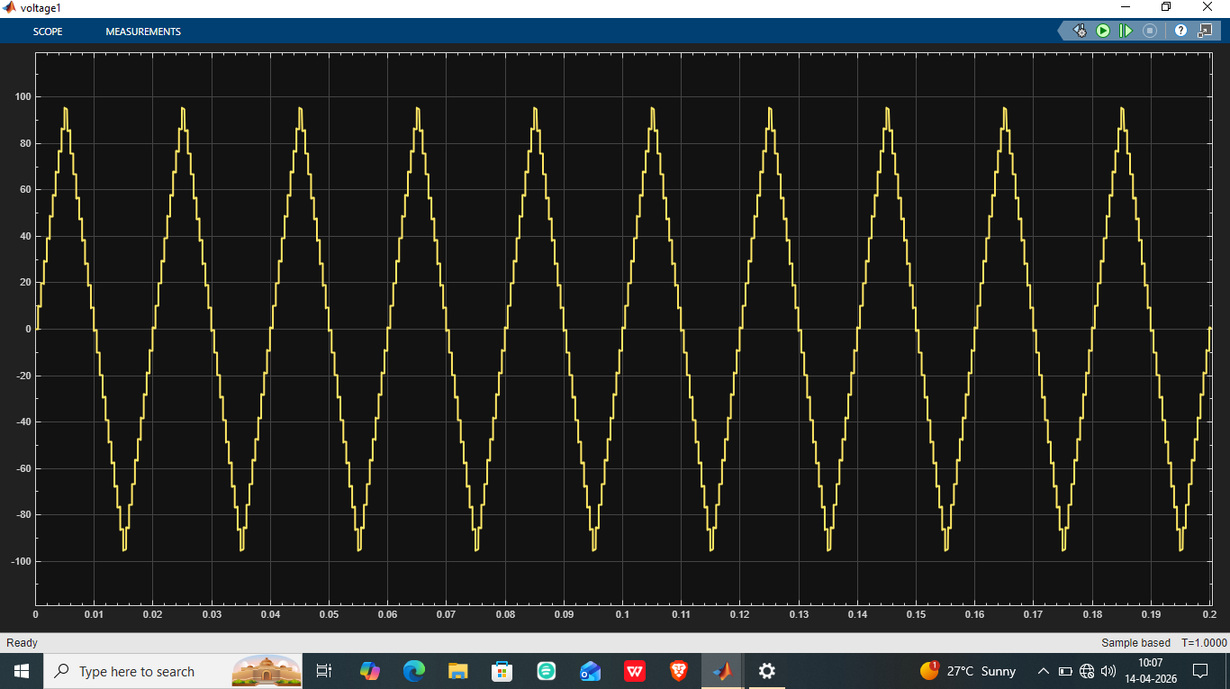 voltage1
SCOPE MEASUREMENTS
100
80
60
40
20
0
-20
-40
-60
-80
-100
0 0.01 0.02 0.03 0.04 0.05 0.06 0.07 0.08 0.09 0.1 0.11 0.12 0.13 0.14 0.15 0.16 0.17 0.18 0.19 0.2
Ready Sample based T=1.0000
Type here to search 27°C Sunny 10:07
14-04-2026